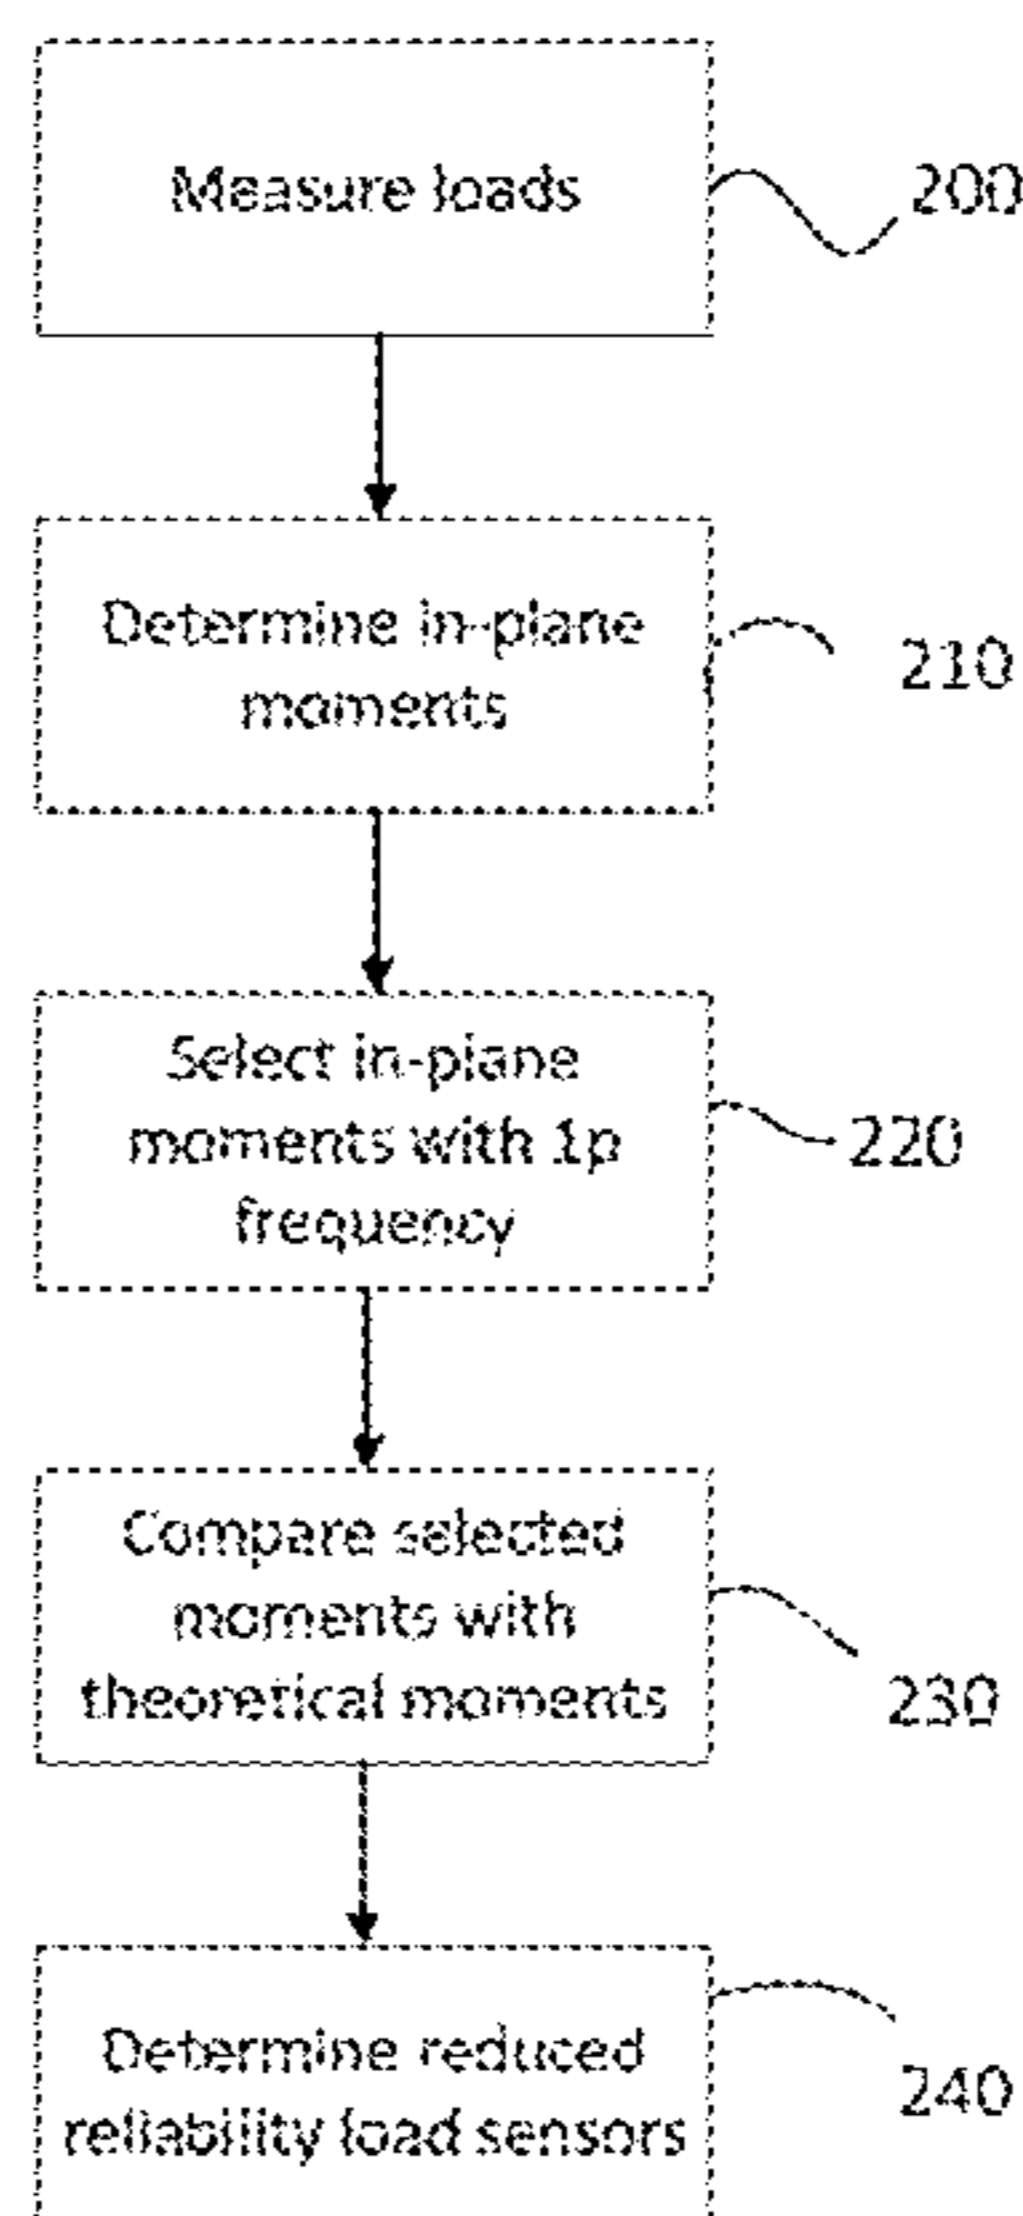 Measure loads
200
Determine in-plane
moments
210
Select in-plane
moments with 1p
frequency
220
Compare selected
moments with
theoretical moments
230
Determine reduced
reliability load sensors
240